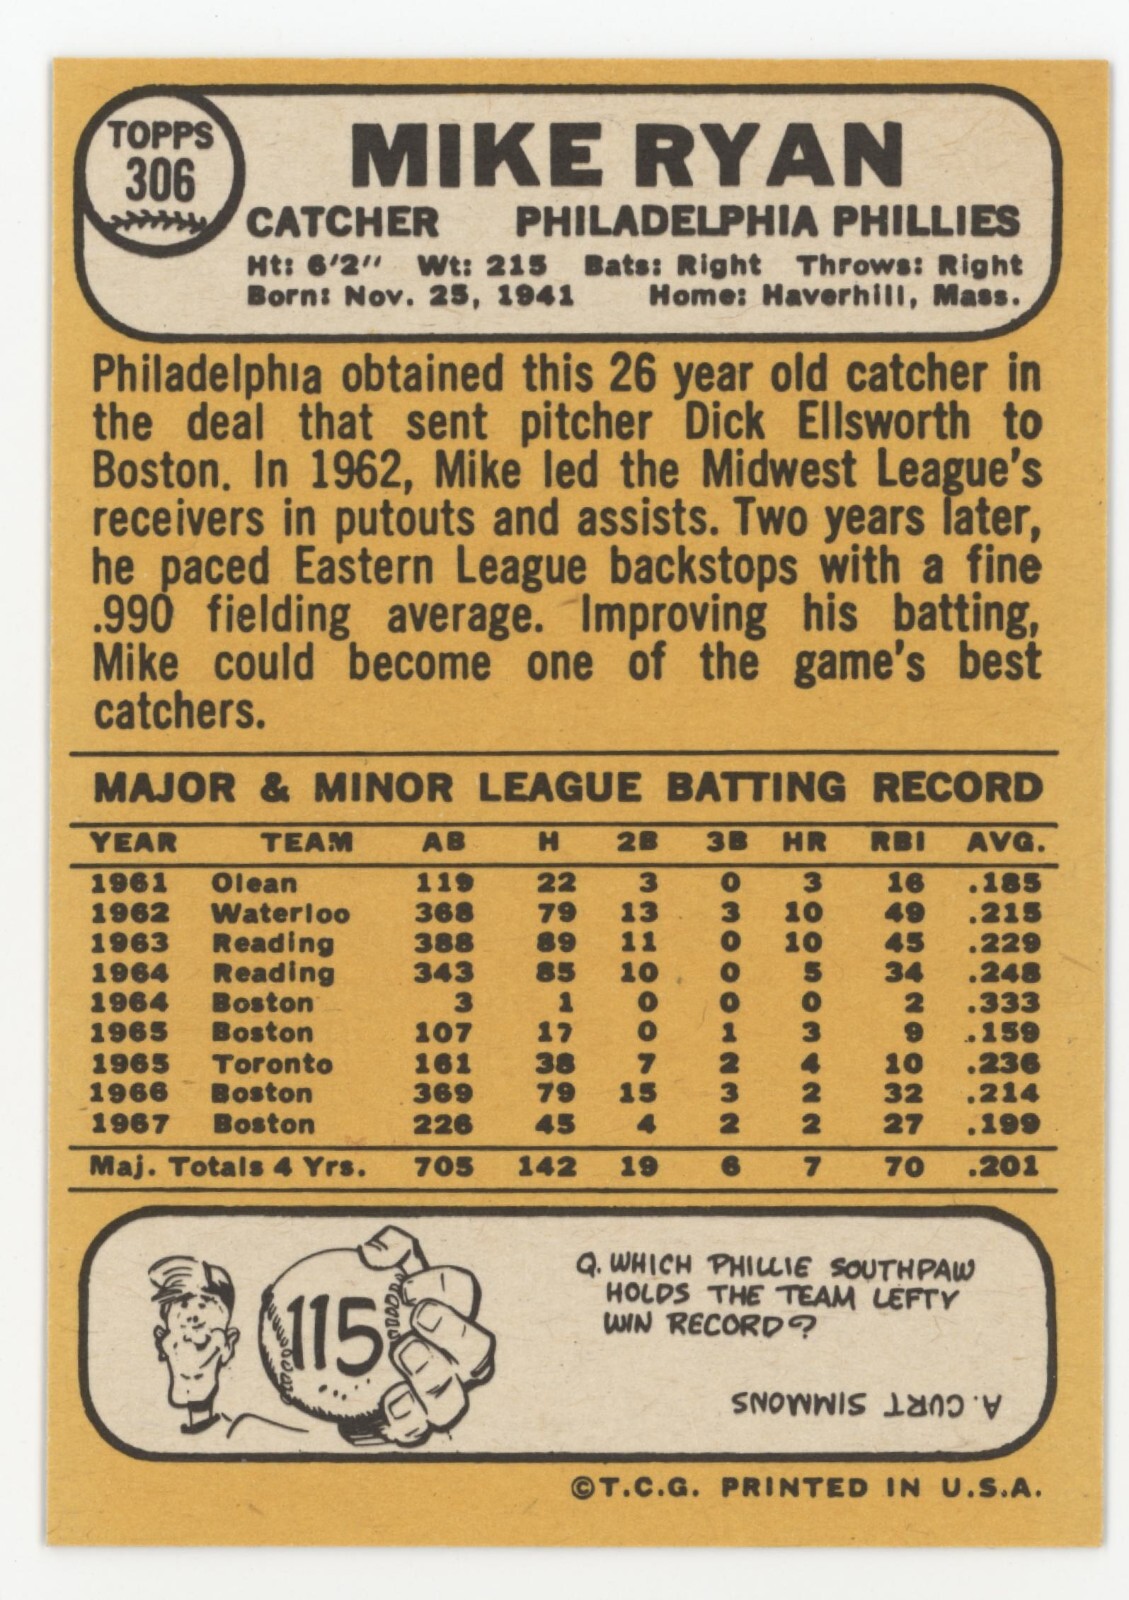 TOPPS
306
MIKE RYAN
CATCHER PHILADELPHIA PHILLIES
Ht: 6'2" Wt: 215 Bats: Right Throws: Right
Born: Nov. 25, 1941 Home: Haverhill, Mass.
Philadelphia obtained this 26 year old catcher in
the deal that sent pitcher Dick Ellsworth to
Boston. In 1962, Mike led the Midwest League's
receivers in putouts and assists. Two years later,
he paced Eastern League backstops with a fine
.990 fielding average. Improving his batting,
Mike could become one of the game's best
catchers.
MAJOR & MINOR LEAGUE BATTING RECORD
YEAR TEAM AB H 2B 3B HR RBI AVG.
1961 Olean 119 22 3 0 3 16 .185
1962 Waterloo 368 79 13 3 10 49 .215
1963 Reading 388 89 11 0 10 45 .229
1964 Reading 343 85 10 0 5 34 .248
1964 Boston 3 1 0 0 0 2 .333
1965 Boston 107 17 0 1 3 9 .159
1965 Toronto 161 38 7 2 4 10 .236
1966 Boston 369 79 15 3 2 32 .214
1967 Boston 226 45 4 2 2 27 .199
Maj. Totals 4 Yrs. 705 142 19 6 7 70 .201
115
Q. WHICH PHILLIE SOUTHPAW
HOLDS THE TEAM LEFTY
WIN RECORD?
A. CURT SIMMONS
©T.C.G. PRINTED IN U.S.A.